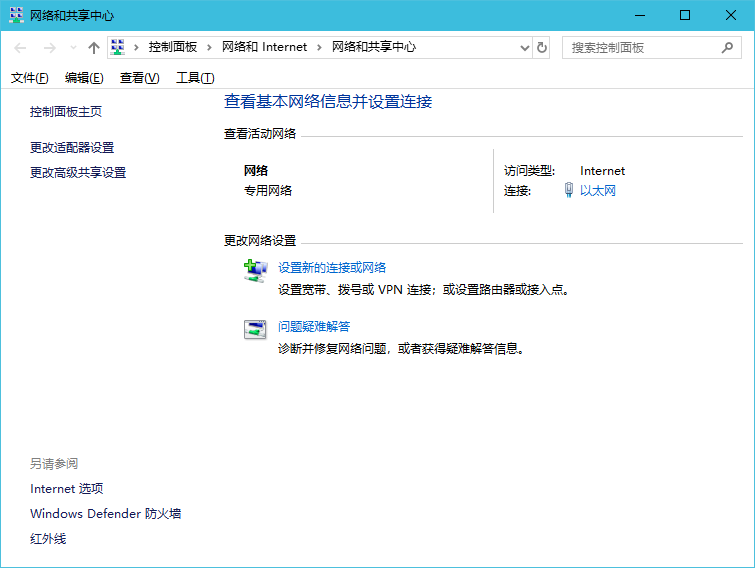 网络和共享中心
控制面板 网络和 Internet 网络和共享中心 搜索控制面板
文件(F) 编辑(E) 查看(V) 工具(T)
控制面板主页
更改适配器设置
更改高级共享设置
查看基本网络信息并设置连接
查看活动网络
网络
专用网络
访问类型: Internet
连接: 以太网
更改网络设置
设置新的连接或网络
设置宽带、拨号或 VPN 连接；或设置路由器或接入点。
问题疑难解答
诊断并修复网络问题，或者获得疑难解答信息。
另请参阅
Internet 选项
Windows Defender 防火墙
红外线